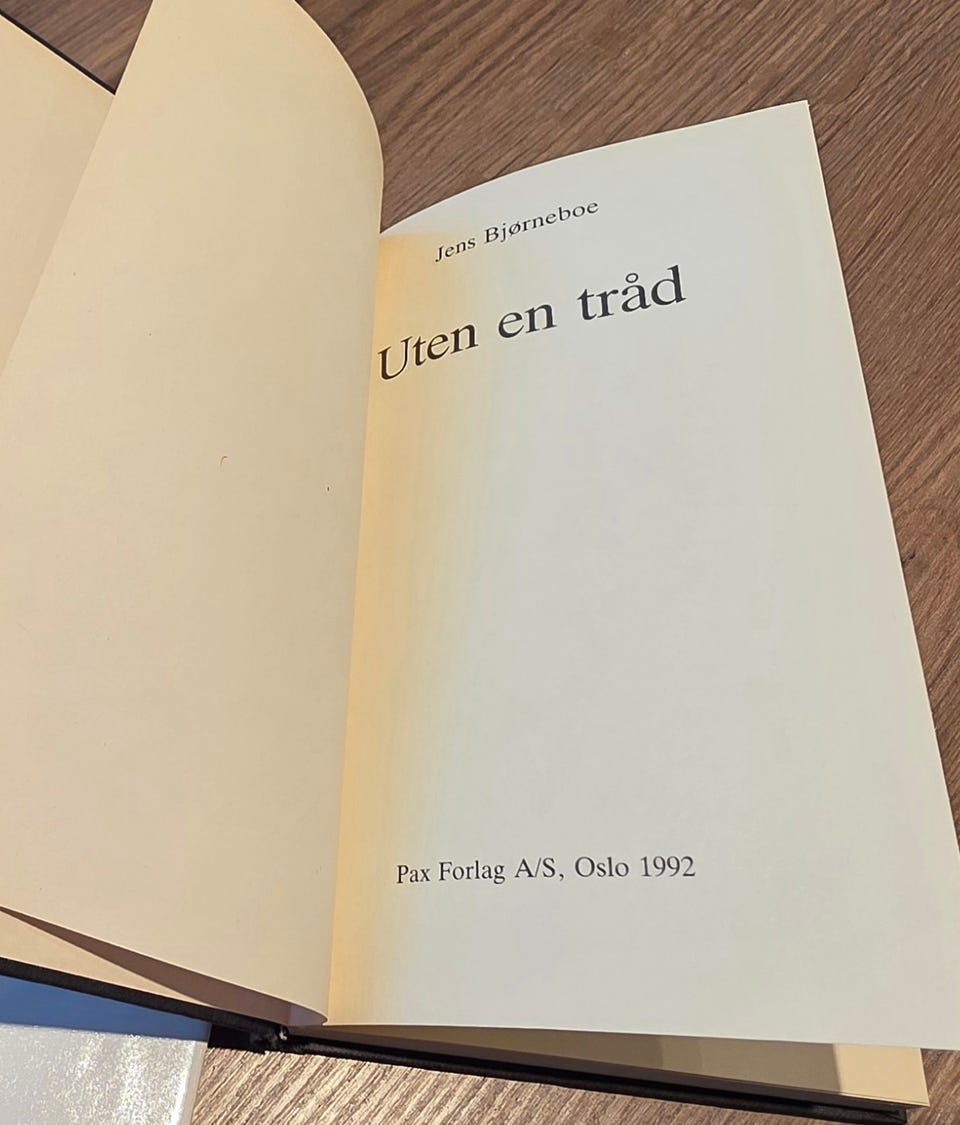 Jens Bjørneboe
Uten en tråd
Pax Forlag A/S, Oslo 1992